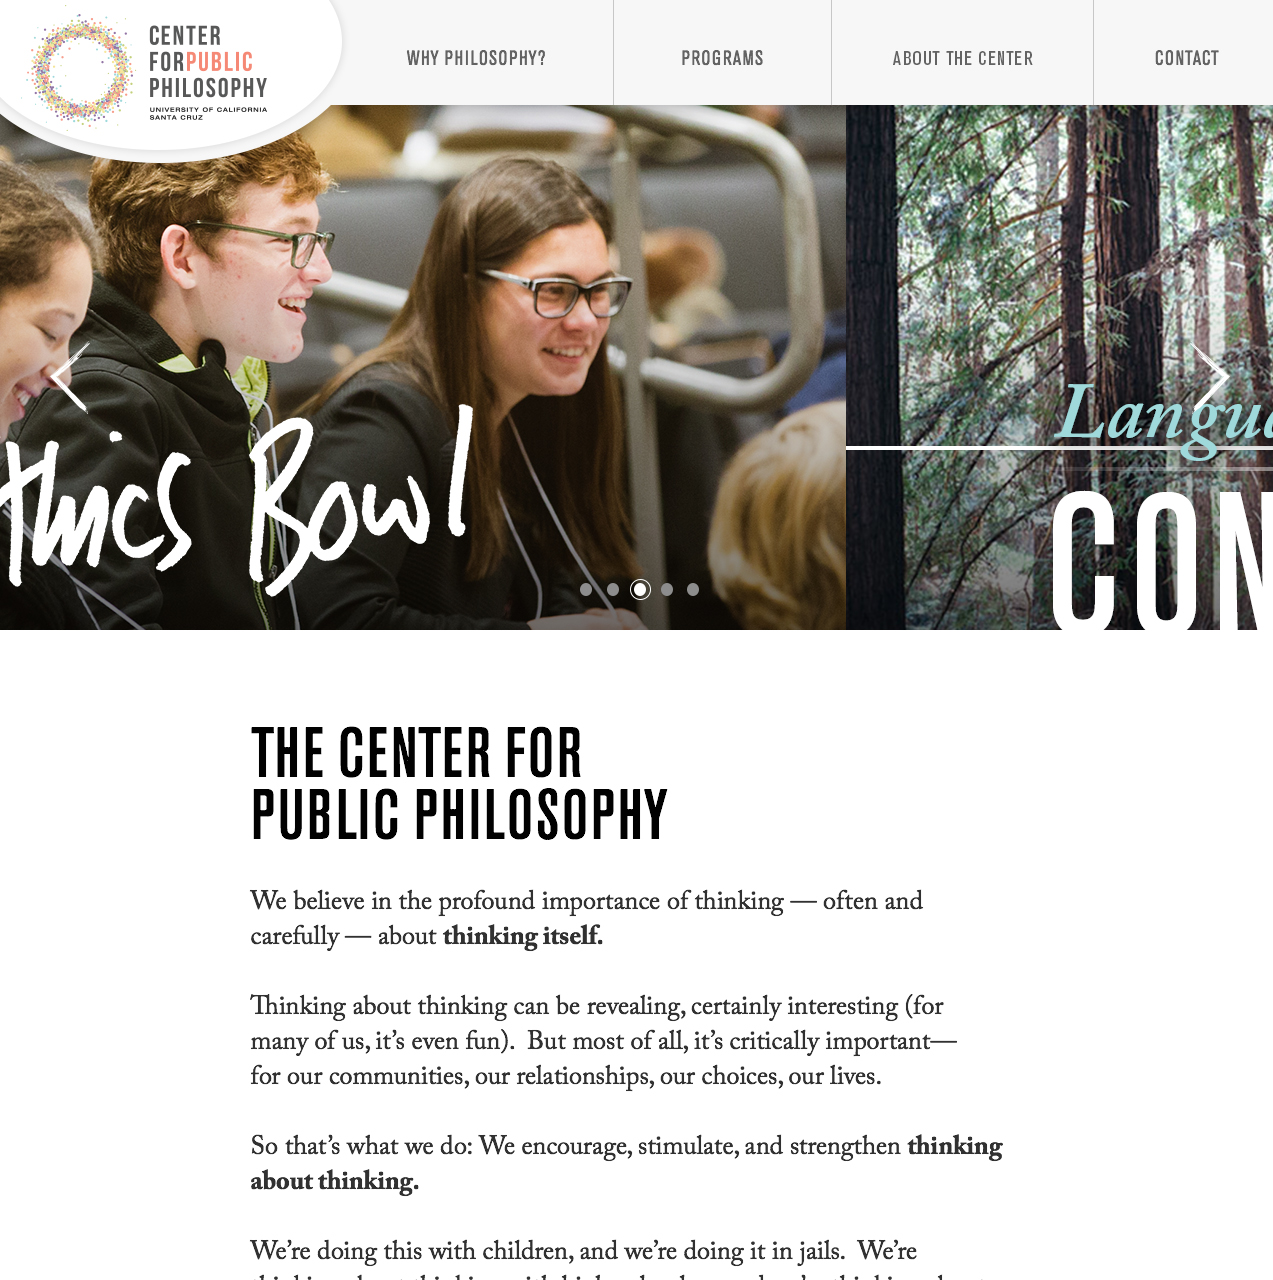 CENTER
FORPUBLIC
PHILOSOPHY
UNIVERSITY OF CALIFORNIA
SANTA CRUZ
WHY PHILOSOPHY?
PROGRAMS
ABOUT THE CENTER
CONTACT
thics Bowl
Langu
CON
THE CENTER FOR
PUBLIC PHILOSOPHY
We believe in the profound importance of thinking — often and
carefully — about thinking itself.
Thinking about thinking can be revealing, certainly interesting (for
many of us, it’s even fun).  But most of all, it’s critically important—
for our communities, our relationships, our choices, our lives.
So that’s what we do: We encourage, stimulate, and strengthen thinking
about thinking.
We’re doing this with children, and we’re doing it in jails.  We’re